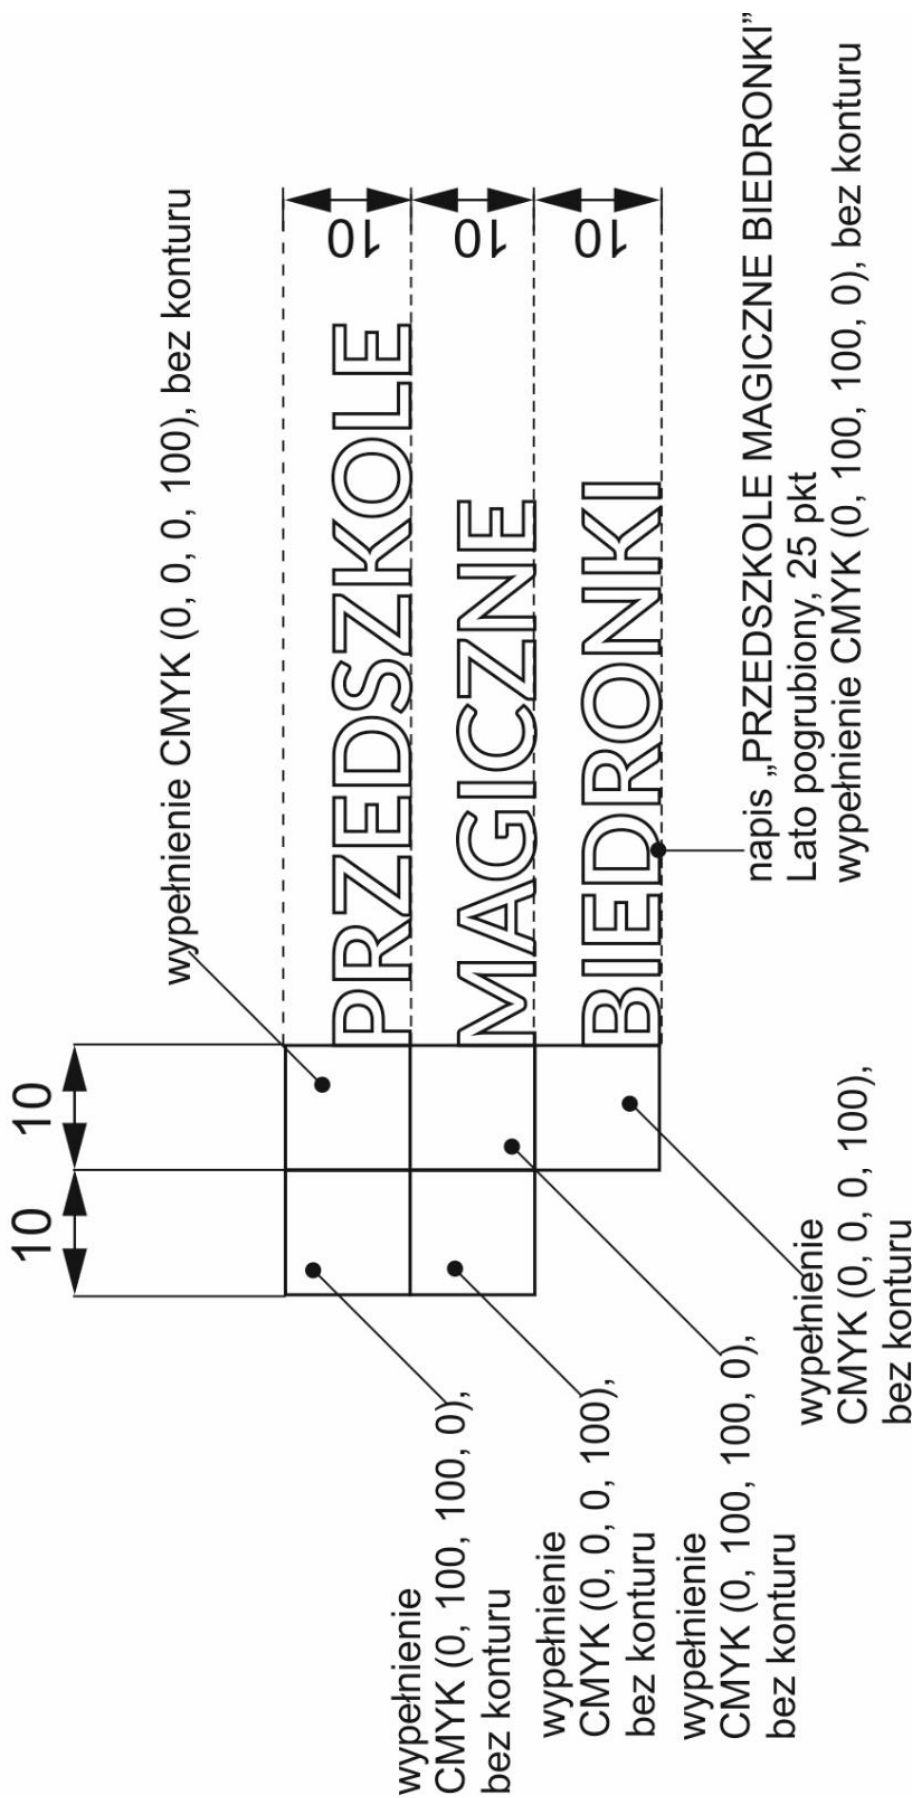 10
10
wypełnienie CMYK (0, 0, 0, 100), bez konturu
PRZEDSZKOLE
10
MAGICZNE
10
BIEDRONKI
10
wypełnienie
CMYK (0, 100, 100, 0),
bez konturu
wypełnienie
CMYK (0, 0, 0, 100),
bez konturu
wypełnienie
CMYK (0, 100, 100, 0),
bez konturu
wypełnienie
CMYK (0, 0, 0, 100),
bez konturu
napis „PRZEDSZKOLE MAGICZNE BIEDRONKI”
Lato pogrubiony, 25 pkt
wypełnienie CMYK (0, 100, 100, 0), bez konturu